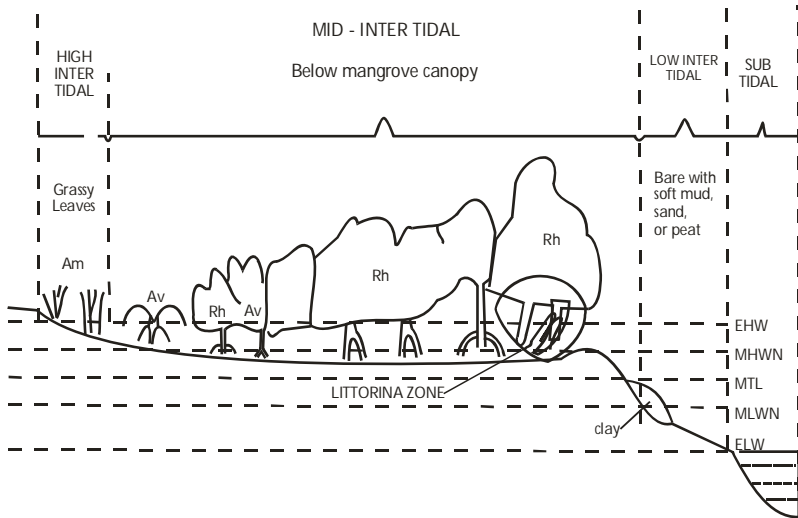 MID - INTER TIDAL
Below mangrove canopy
HIGH
INTER
TIDAL
LOW INTER
TIDAL
SUB
TIDAL
Grassy
Leaves
Bare with
soft mud,
sand,
or peat
Am
Av
Rh
Av
Rh
Rh
EHW
MHWN
MTL
MLWN
ELW
LITTORINA ZONE
clay